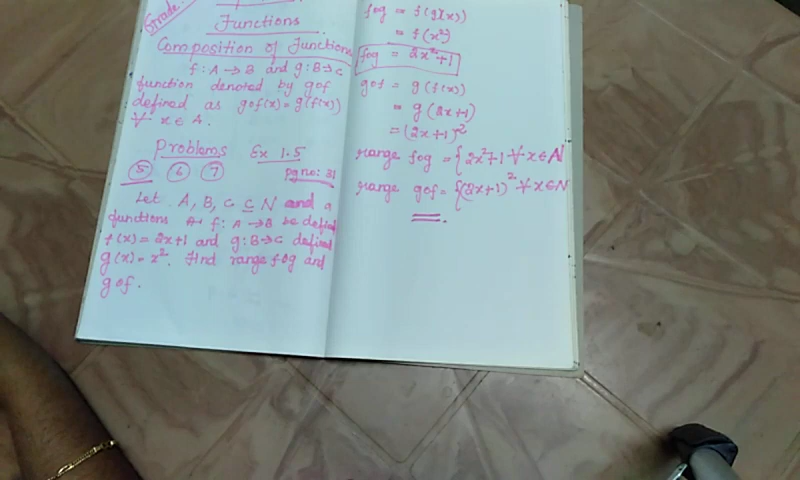 Grade:
Functions
Composition of Functions
f: A → B and g: B → C
function denoted by gof
defined as gof(x) = g(f(x))
∀ x ∈ A.
Problems Ex 1.5
5 6 7 pg no: 31
Let A, B, C ⊆ N and a
functions f: A → B be defined
f(x) = 2x+1 and g: B → C defined
g(x) = x². Find range fog and
gof.
fog = f(g(x))
= f(x²)
fog = 2x²+1
gof = g(f(x))
= g(2x+1)
= (2x+1)²
range fog = {2x²+1 ∀ x ∈ N
range gof = {(2x+1)² ∀ x ∈ N